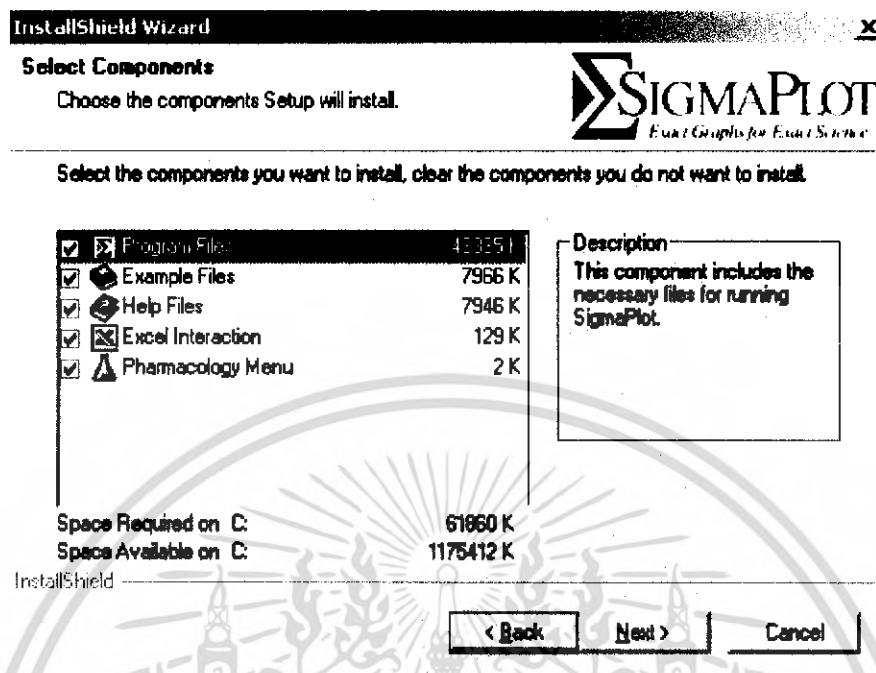 InstallShield Wizard
Select Components
Choose the components Setup will install.
SIGMAPLOT
Exact Graphs for Exact Science
Select the components you want to install, clear the components you do not want to install.
Program Files
Example Files 7966 K
Help Files 7946 K
Excel Interaction 129 K
Pharmacology Menu 2 K
Description
This component includes the
necessary files for running
SigmaPlot.
Space Required on C: 61860 K
Space Available on C: 1175412 K
InstallShield
< Back Next > Cancel